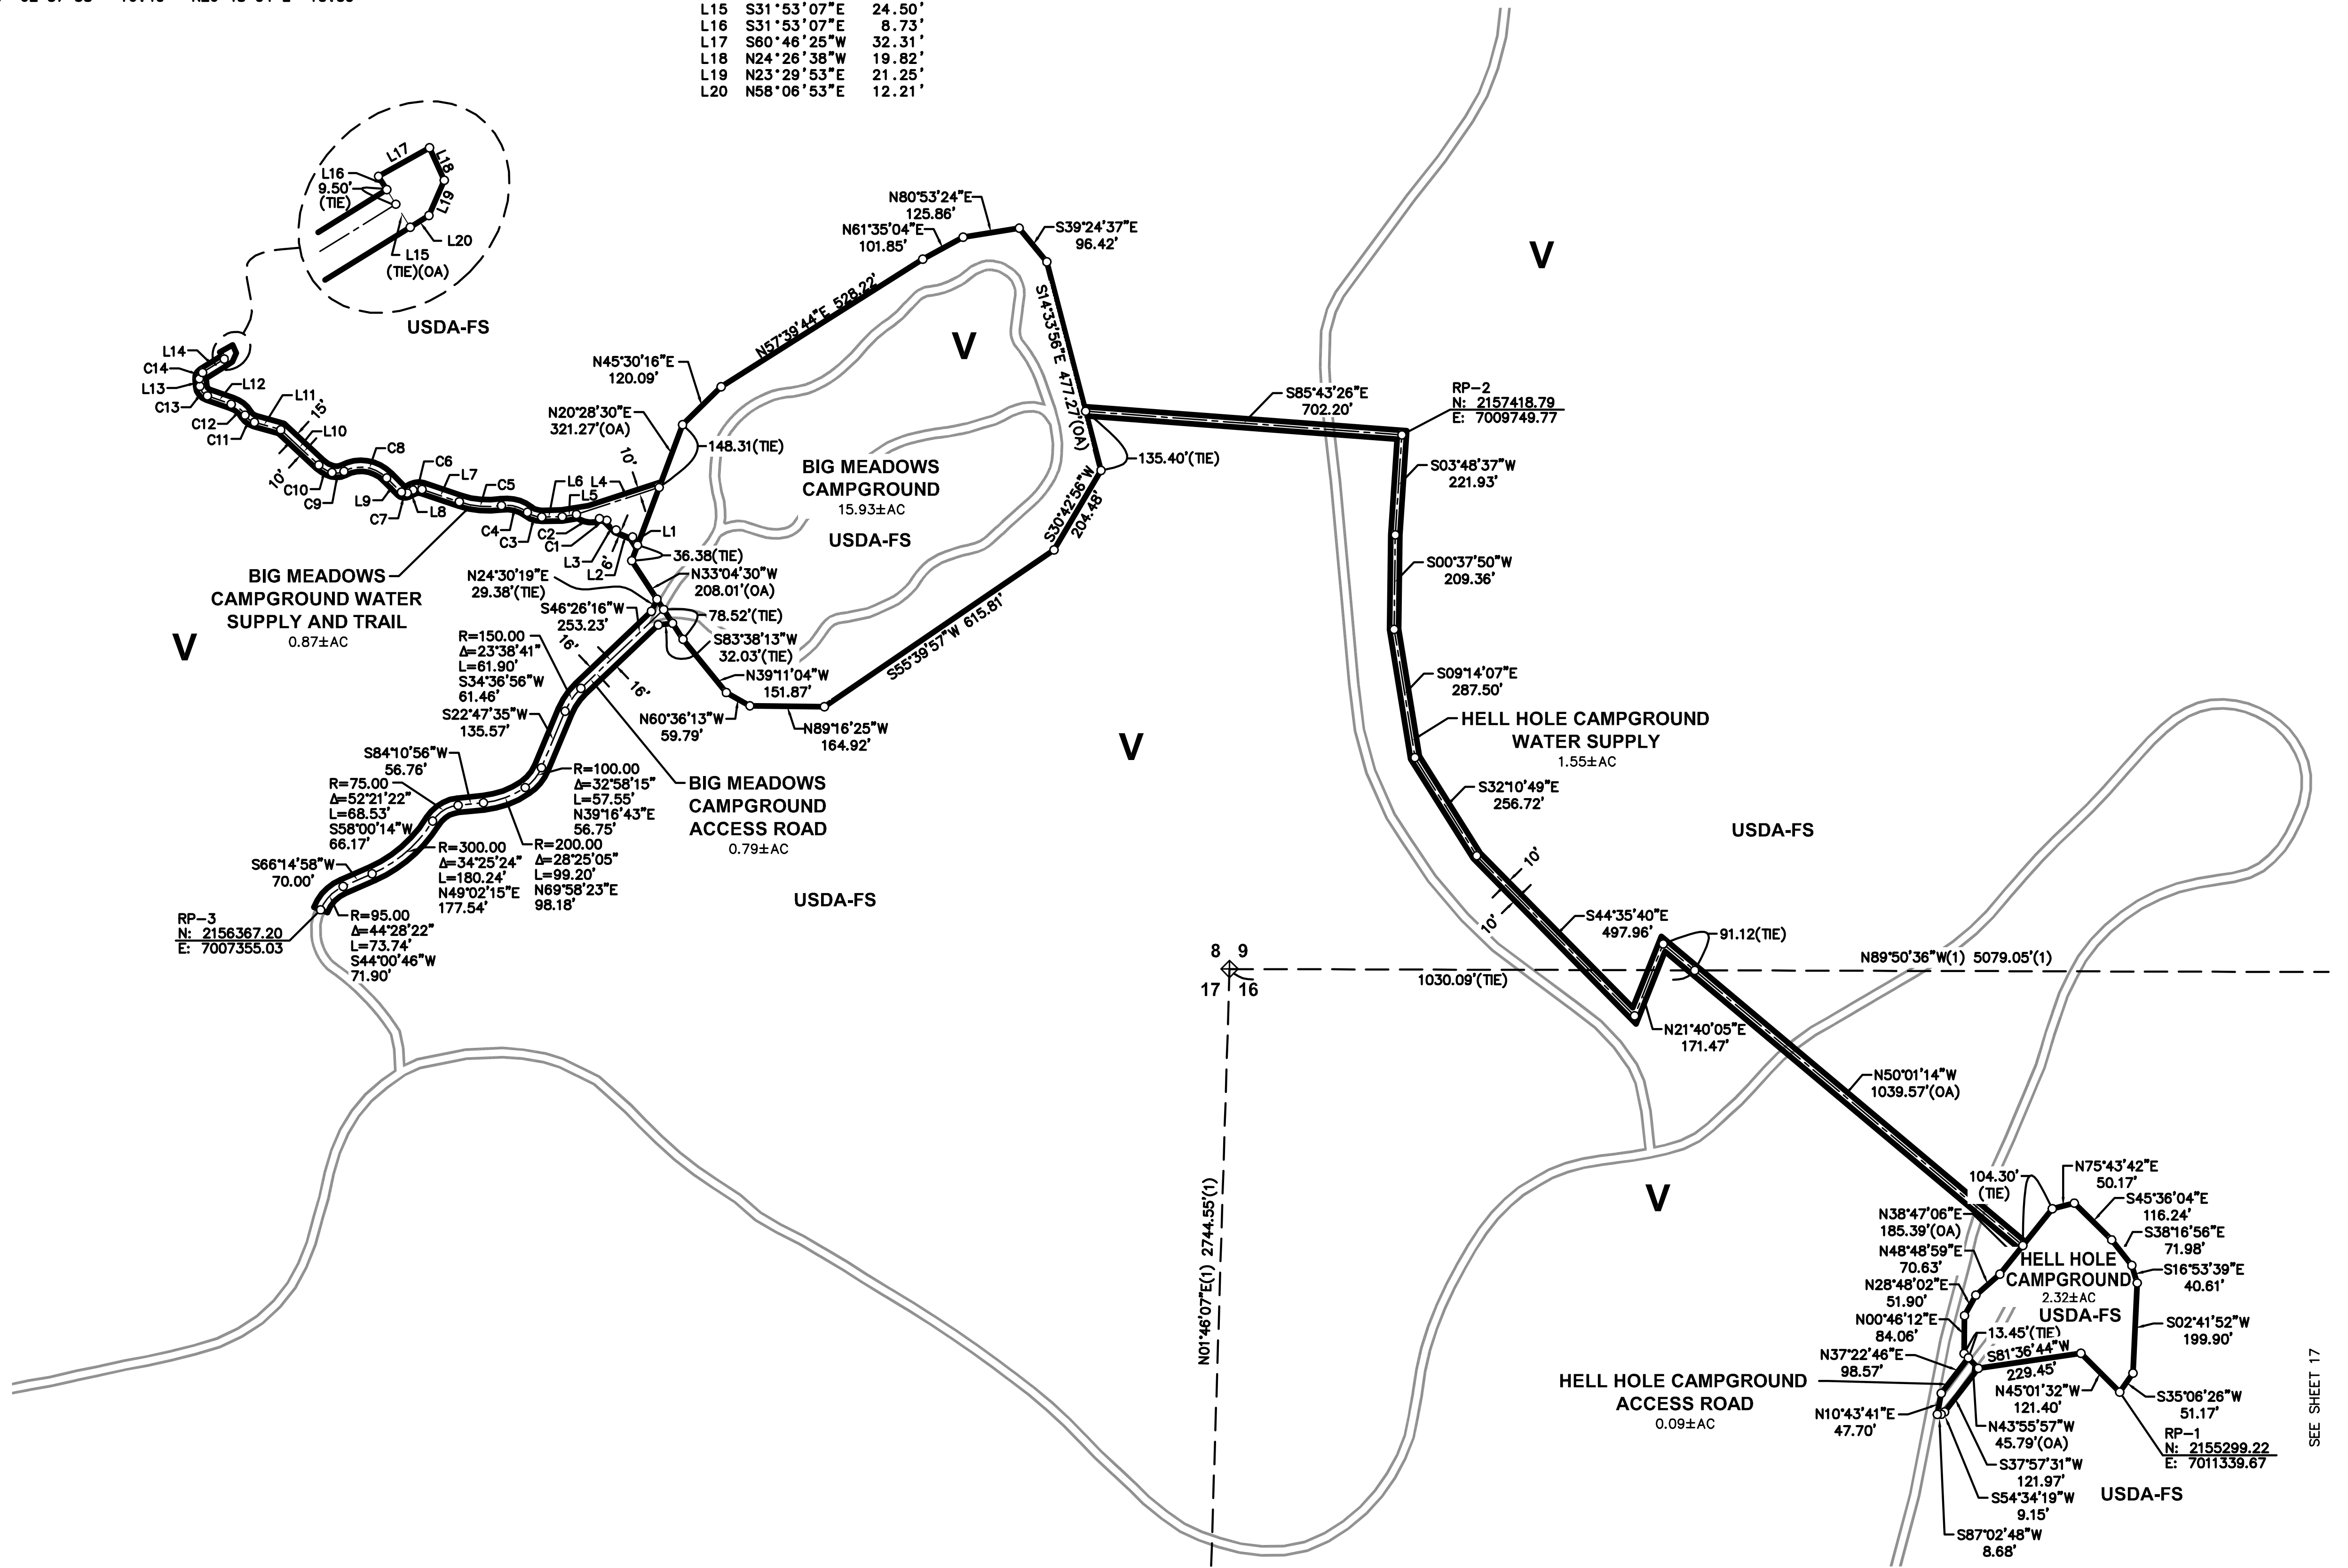 L15 S31°53'07"E 24.50'
L16 S31°53'07"E 8.73'
L17 S60°46'25"W 32.31'
L18 N24°26'38"W 19.82'
L19 N23°29'53"E 21.25'
L20 N58°06'53"E 12.21'
L17
L18
L16
9.50'
(TIE)
L19
L20
L15
(TIE)(OA)
USDA-FS
N80°53'24"E
125.86'
N61°35'04"E
101.85'
S39°24'37"E
96.42'
V
N57°39'44"E 528.22'
S14°33'56"E 477.27'(OA)
V
N45°30'16"E
120.09'
N20°28'30"E
321.27'(OA)
148.31(TIE)
L14
C14
L13
C13
L12
L11
15'
C12
C11
L10
10'
C10
C9
C8
L9
C7
C6
L8
L7
C5
C4
C3
L6
L5
L4
10'
C2
C1
L3
L2
6'
L1
BIG MEADOWS
CAMPGROUND
15.93±AC
USDA-FS
S85°43'26"E
702.20'
RP-2
N: 2157418.79
E: 7009749.77
135.40'(TIE)
S30°42'56"W
204.48'
S03°48'37"W
221.93'
36.38(TIE)
BIG MEADOWS
CAMPGROUND WATER
SUPPLY AND TRAIL
0.87±AC
V
N24°30'19"E
29.38'(TIE)
N33°04'30"W
208.01'(OA)
S46°26'16"W
253.23'
78.52'(TIE)
S83°38'13"W
32.03'(TIE)
16'
16'
S55°39'57"W 615.81'
N39°11'04"W
151.87'
N60°36'13"W
59.79'
N89°16'25"W
164.92'
S00°37'50"W
209.36'
S09°14'07"E
287.50'
HELL HOLE CAMPGROUND
WATER SUPPLY
1.55±AC
V
R=150.00
Δ=23°38'41"
L=61.90'
S34°36'56"W
61.46'
S22°47'35"W
135.57'
S84°10'56"W
56.76'
R=75.00
Δ=52°21'22"
L=68.53'
S58°00'14"W
66.17'
R=100.00
Δ=32°58'15"
L=57.55'
N39°16'43"E
56.75'
BIG MEADOWS
CAMPGROUND
ACCESS ROAD
0.79±AC
S32°10'49"E
256.72'
USDA-FS
S66°14'58"W
70.00'
R=300.00
Δ=34°25'24"
L=180.24'
N49°02'15"E
177.54'
R=200.00
Δ=28°25'05"
L=99.20'
N69°58'23"E
98.18'
USDA-FS
10'
10'
RP-3
N: 2156367.20
E: 7007355.03
R=95.00
Δ=44°28'22"
L=73.74'
S44°00'46"W
71.90'
S44°35'40"E
497.96'
91.12(TIE)
8 9
17 16
1030.09'(TIE)
N89°50'36"W(1) 5079.05'(1)
N21°40'05"E
171.47'
N50°01'14"W
1039.57'(OA)
N01°46'07"E(1) 2744.55'(1)
V
104.30'
(TIE)
N75°43'42"E
50.17'
S45°36'04"E
116.24'
N38°47'06"E
185.39'(OA)
S38°16'56"E
71.98'
N48°48'59"E
70.63'
HELL HOLE
CAMPGROUND
2.32±AC
USDA-FS
S16°53'39"E
40.61'
N28°48'02"E
51.90'
N00°46'12"E
84.06'
13.45'(TIE)
S81°36'44"W
229.45'
S02°41'52"W
199.90'
N37°22'46"E
98.57'
HELL HOLE CAMPGROUND
ACCESS ROAD
0.09±AC
N45°01'32"W
121.40'
S35°06'26"W
51.17'
N10°43'41"E
47.70'
N43°55'57"W
45.79'(OA)
RP-1
N: 2155299.22
E: 7011339.67
S37°57'31"W
121.97'
S54°34'19"W
9.15'
USDA-FS
S87°02'48"W
8.68'
SEE SHEET 17